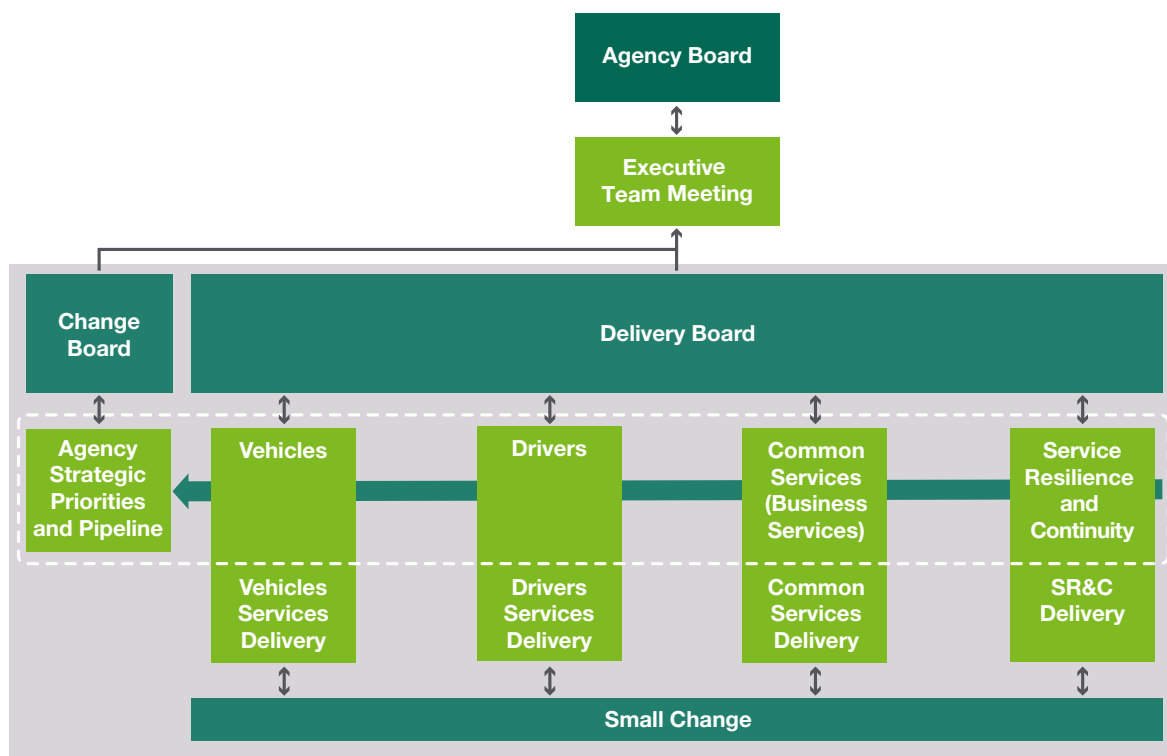 Agency Board
Executive
Team Meeting
Change
Board
Delivery Board
Agency
Strategic
Priorities
and Pipeline
Vehicles
Drivers
Common
Services
(Business
Services)
Service
Resilience
and
Continuity
Vehicles
Services
Delivery
Drivers
Services
Delivery
Common
Services
Delivery
SR&C
Delivery
Small Change